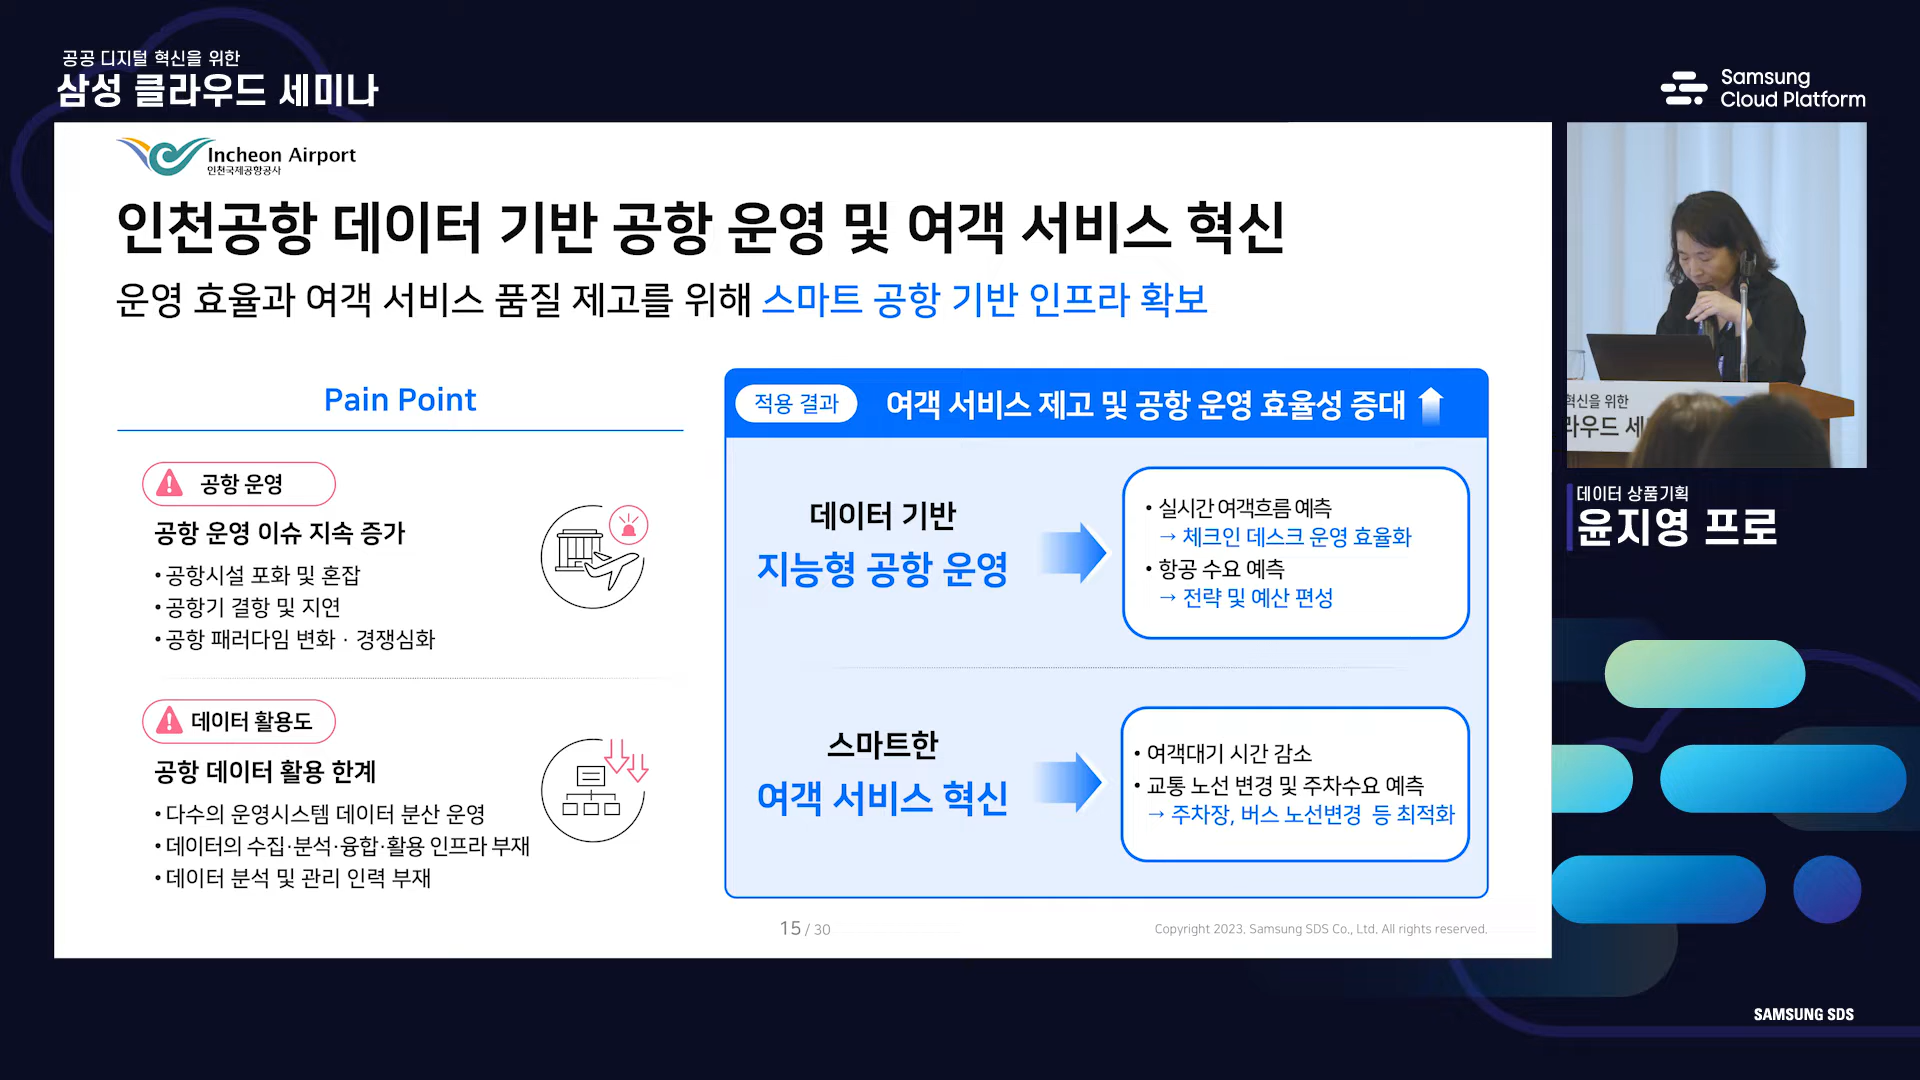 공공 디지털 혁신을 위한
삼성 클라우드 세미나
Samsung
Cloud Platform
Incheon Airport
인천국제공항공사
인천공항 데이터 기반 공항 운영 및 여객 서비스 혁신
운영 효율과 여객 서비스 품질 제고를 위해 스마트 공항 기반 인프라 확보
Pain Point
공항 운영
공항 운영 이슈 지속 증가
•공항시설 포화 및 혼잡
•공항기 결항 및 지연
•공항 패러다임 변화 · 경쟁심화
데이터 활용도
공항 데이터 활용 한계
•다수의 운영시스템 데이터 분산 운영
•데이터의 수집·분석·융합·활용 인프라 부재
•데이터 분석 및 관리 인력 부재
적용 결과 여객 서비스 제고 및 공항 운영 효율성 증대
데이터 기반
지능형 공항 운영
• 실시간 여객흐름 예측
→ 체크인 데스크 운영 효율화
• 항공 수요 예측
→ 전략 및 예산 편성
스마트한
여객 서비스 혁신
• 여객대기 시간 감소
• 교통 노선 변경 및 주차수요 예측
→ 주차장, 버스 노선변경 등 최적화
15 / 30
Copyright 2023. Samsung SDS Co., Ltd. All rights reserved.
혁신을 위한
라우드 세
데이터 상품기획
윤지영 프로
SAMSUNG SDS